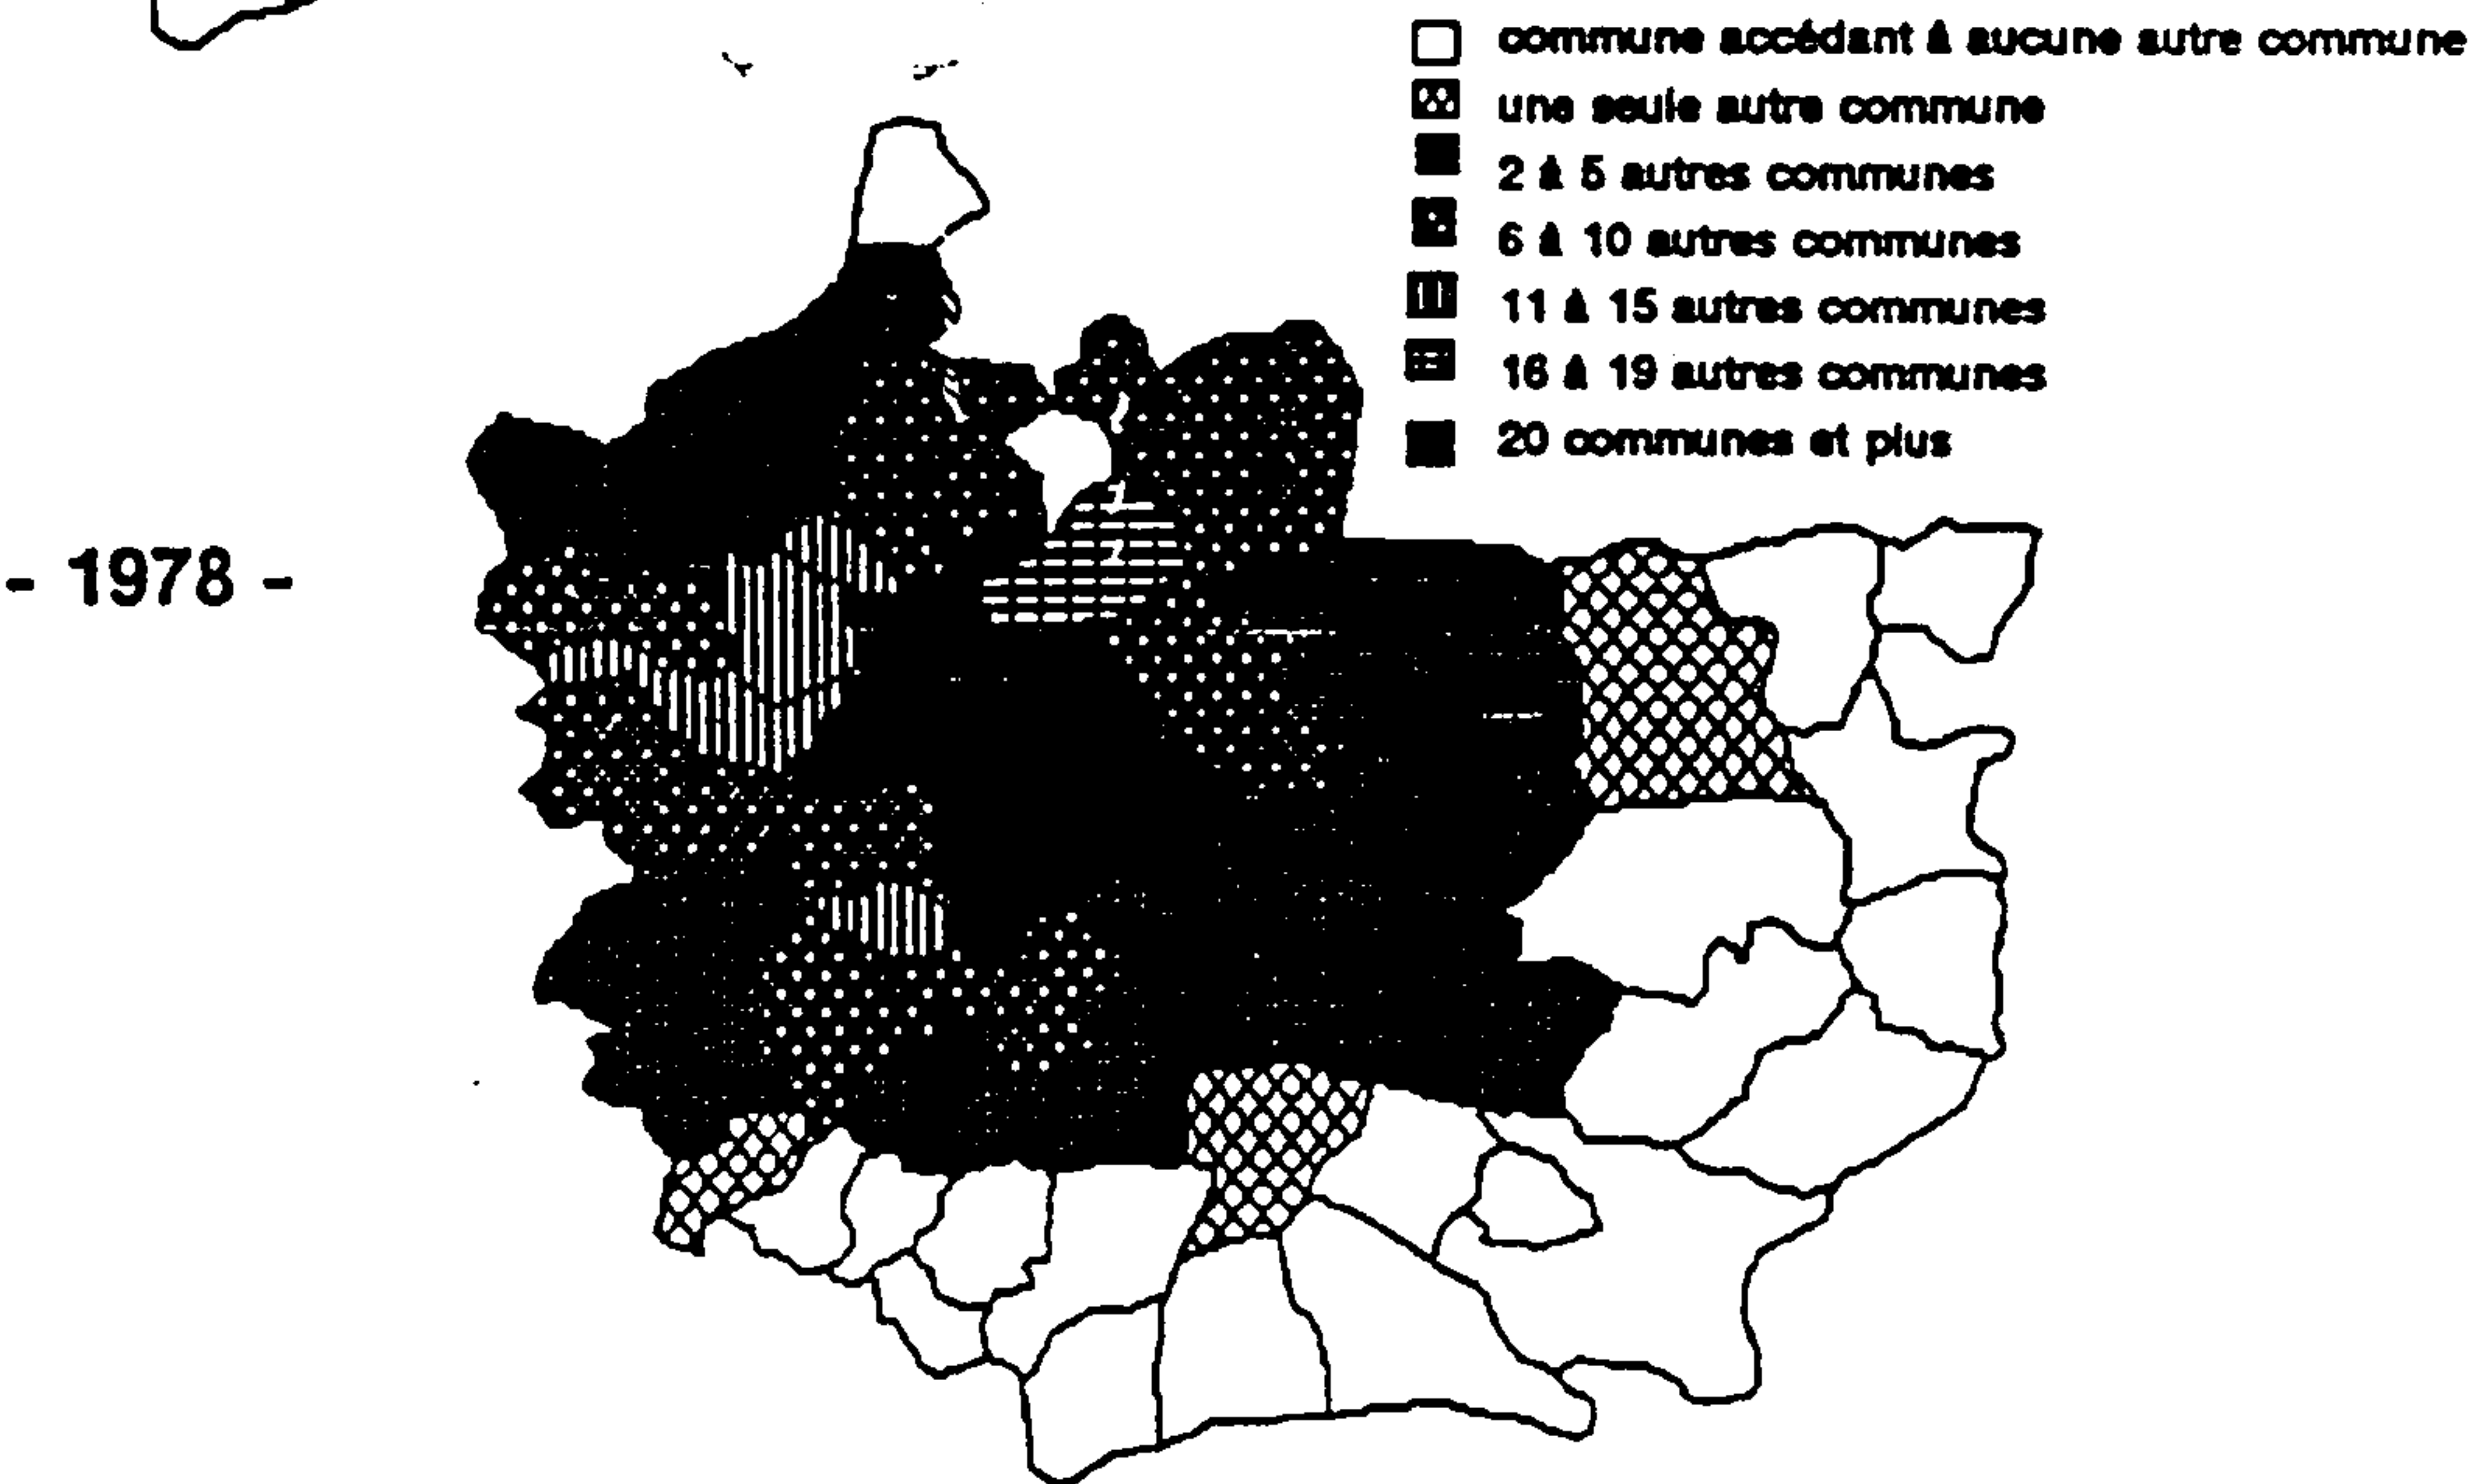 commune accédant à aucune autre commune
une seule autre commune
2 à 5 autres communes
6 à 10 autres communes
11 à 15 autres communes
16 à 19 autres communes
20 communes et plus
- 1978 -